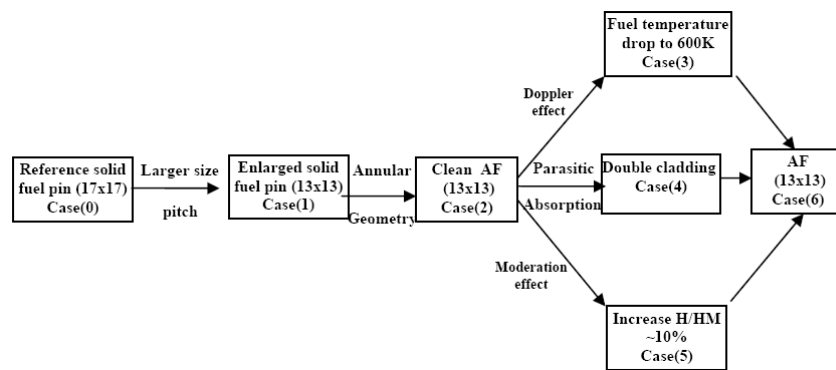 Fuel temperature
drop to 600K
Case(3)
Doppler
effect
Reference solid
fuel pin (17x17)
Case(0)
Larger size
pitch
Enlarged solid
fuel pin (13x13)
Case(1)
Annular
Geometry
Clean AF
(13x13)
Case(2)
Parasitic
Absorption
Double cladding
Case(4)
AF
(13x13)
Case(6)
Moderation
effect
Increase H/HM
~10%
Case(5)